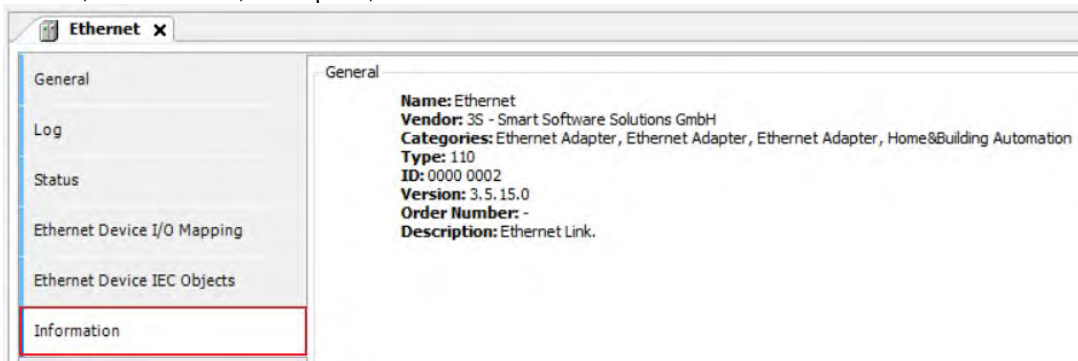 Ethernet X
General
Log
Status
Ethernet Device I/O Mapping
Ethernet Device IEC Objects
Information
General
Name: Ethernet
Vendor: 3S - Smart Software Solutions GmbH
Categories: Ethernet Adapter, Ethernet Adapter, Ethernet Adapter, Home&Building Automation
Type: 110
ID: 0000 0002
Version: 3.5.15.0
Order Number: -
Description: Ethernet Link.